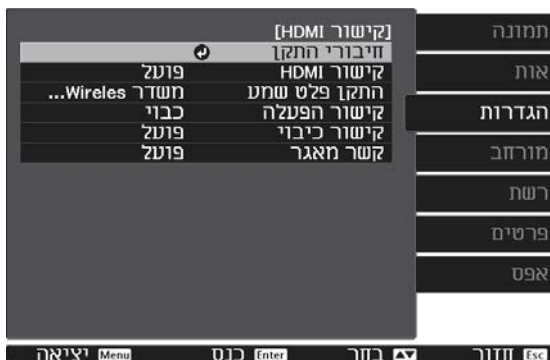 תמונה
אות
הגדרות
מורחב
רשת
פרטים
אפס
[קישור HDMI]
חיבורי התקן
קישור HDMI פועל
התקן פלט שמע משדר Wireles...
קישור הפעלה כבוי
קישור כיבוי פועל
קשר מאגר פועל
Esc חזור בחר Enter כנס Menu יציאה